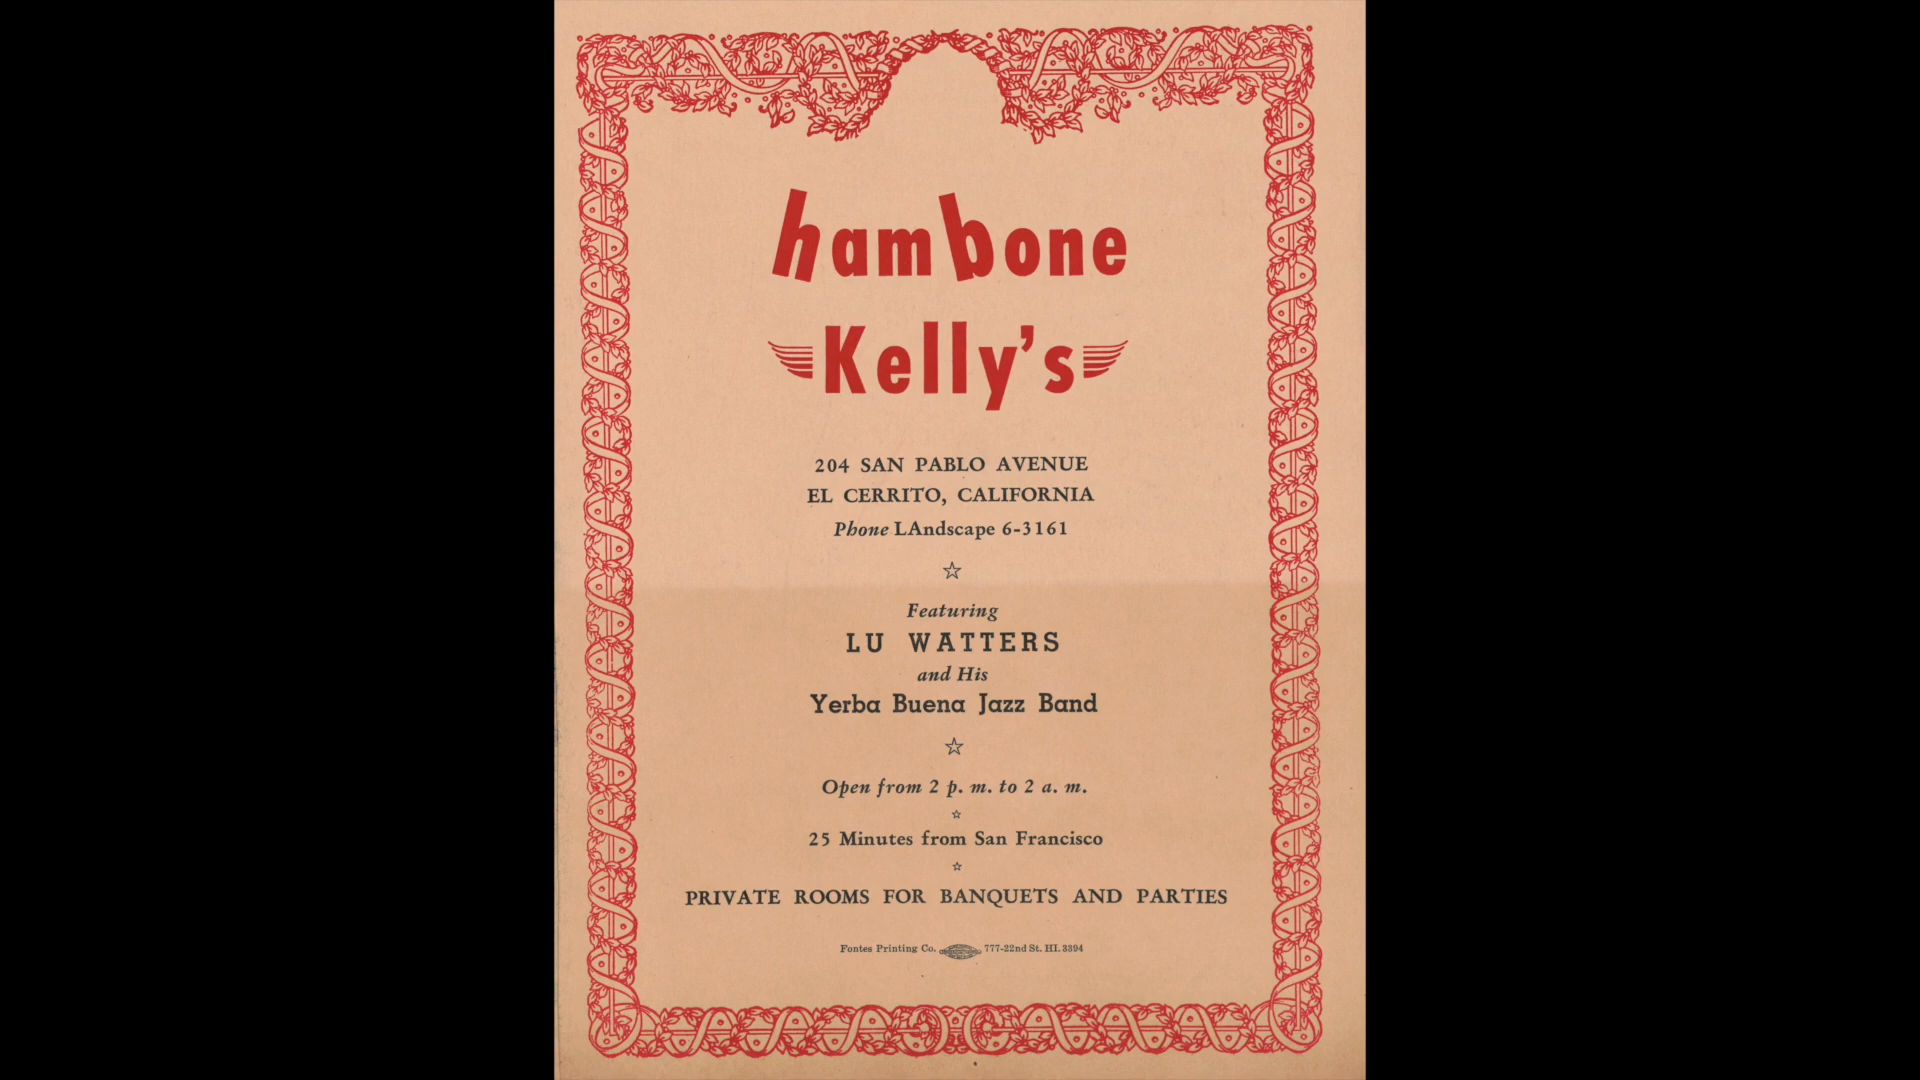 hambone
Kelly's
204 SAN PABLO AVENUE
EL CERRITO, CALIFORNIA
Phone LAndscape 6-3161
Featuring
LU WATTERS
and His
Yerba Buena Jazz Band
Open from 2 p. m. to 2 a. m.
25 Minutes from San Francisco
PRIVATE ROOMS FOR BANQUETS AND PARTIES
Fontes Printing Co. 777-22nd St. HI. 3394